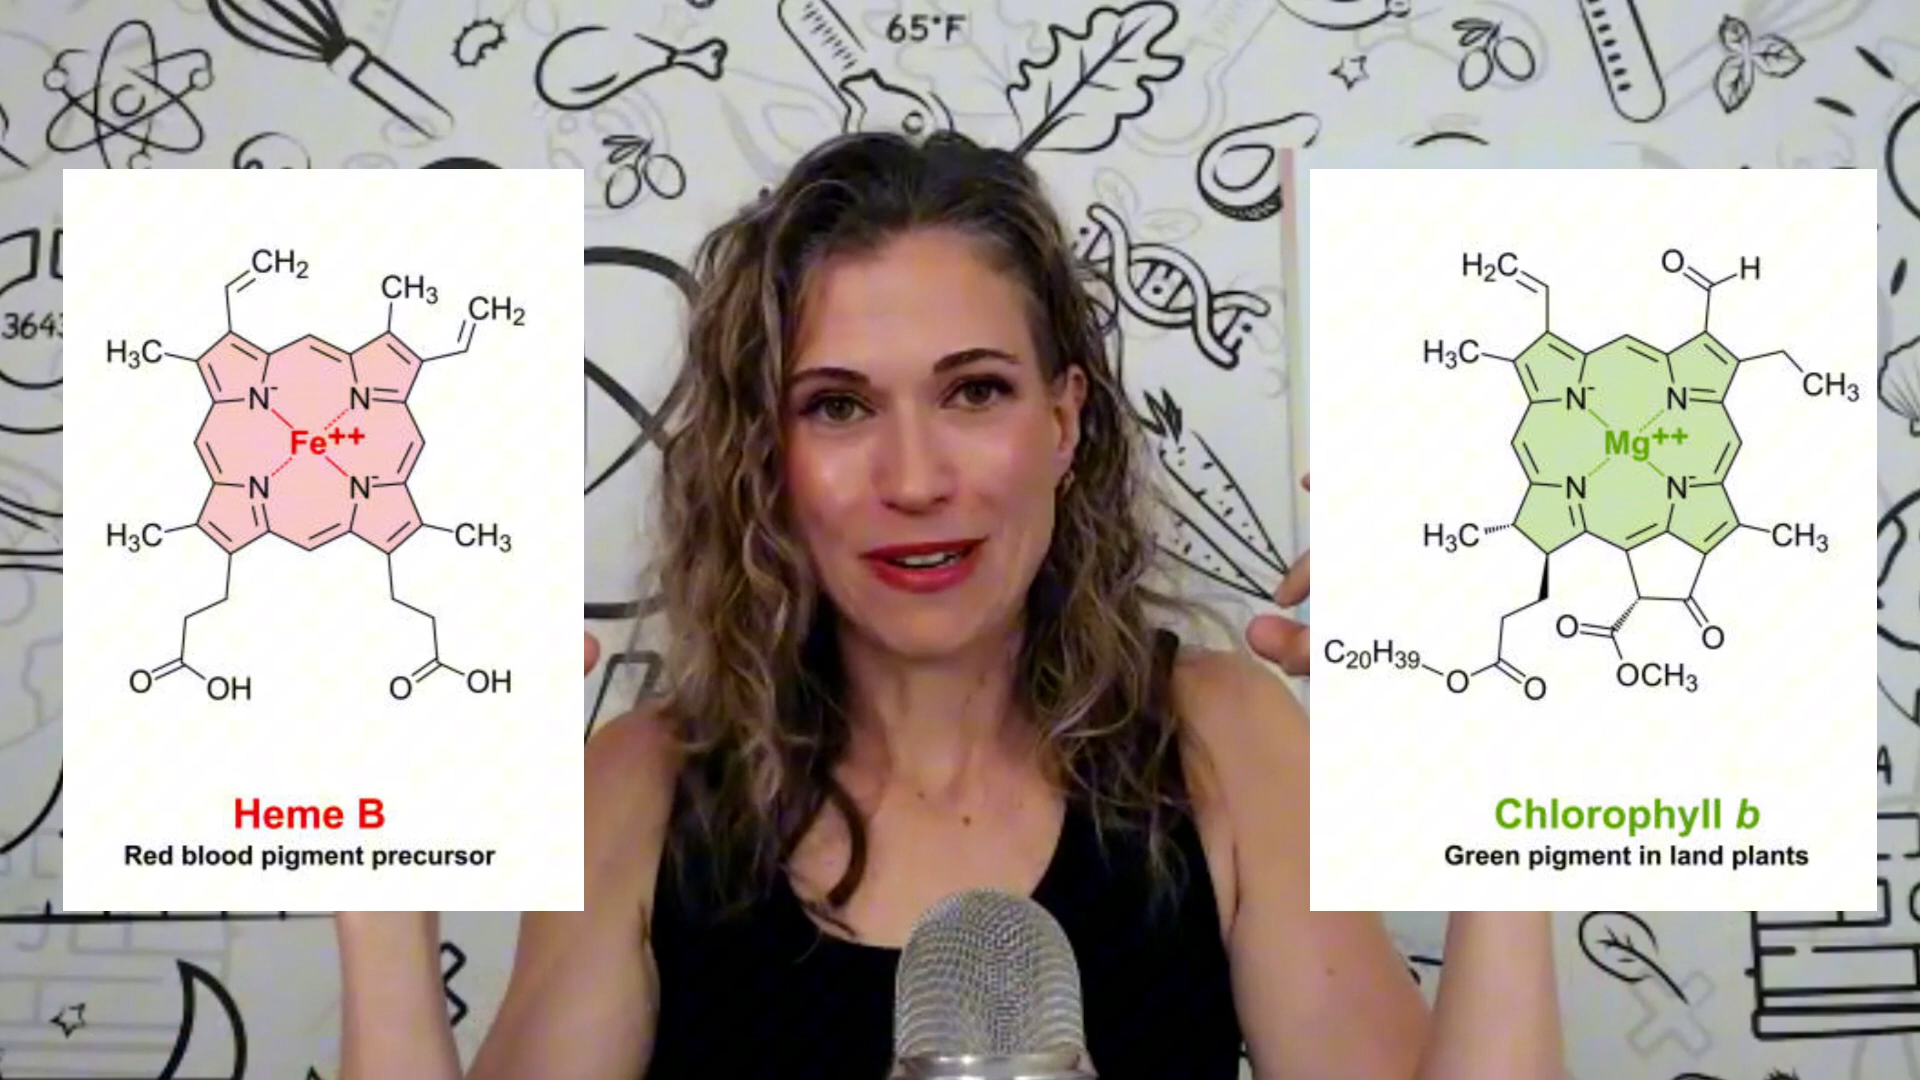 65°F
3643
CH2
CH3
CH2
H3C
N-
N
Fe++
N
N-
H3C
CH3
O
OH
O
OH
Heme B
Red blood pigment precursor
H2C
O
H
H3C
CH3
N-
N
Mg++
N
N-
H3C
CH3
O
O
C20H39
O
O
OCH3
Chlorophyll b
Green pigment in land plants